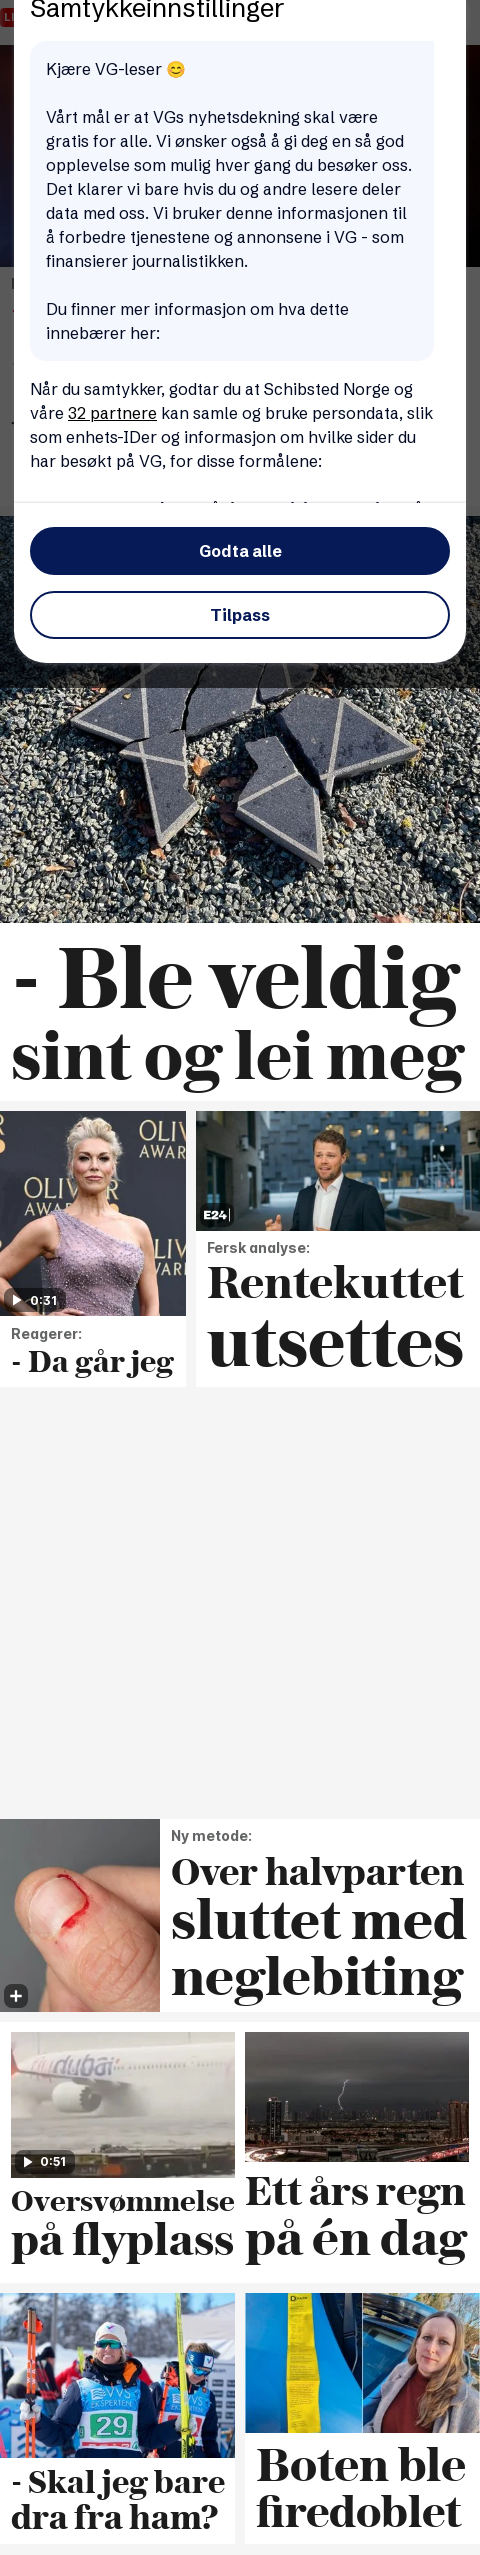 Samtykkeinnstillinger
Kjære VG-leser 😊
Vårt mål er at VGs nyhetsdekning skal være
gratis for alle. Vi ønsker også å gi deg en så god
opplevelse som mulig hver gang du besøker oss.
Det klarer vi bare hvis du og andre lesere deler
data med oss. Vi bruker denne informasjonen til
å forbedre tjenestene og annonsene i VG - som
finansierer journalistikken.
Du finner mer informasjon om hva dette
innebærer her:
Når du samtykker, godtar du at Schibsted Norge og
våre 32 partnere kan samle og bruke persondata, slik
som enhets-IDer og informasjon om hvilke sider du
har besøkt på VG, for disse formålene:
Godta alle
Tilpass
- Ble veldig
sint og lei meg
OLIVIER
AWAR
OLIVIER
AWARD
0:31
Reagerer:
- Da går jeg
E24
Fersk analyse:
Rentekuttet
utsettes
Ny metode:
Over halvparten
sluttet med
neglebiting
dubai
0:51
Oversvømmelse
på flyplass
Ett års regn
på én dag
VVS
EKSPERTEN
29
- Skal jeg bare
dra fra ham?
Boten ble
firedoblet